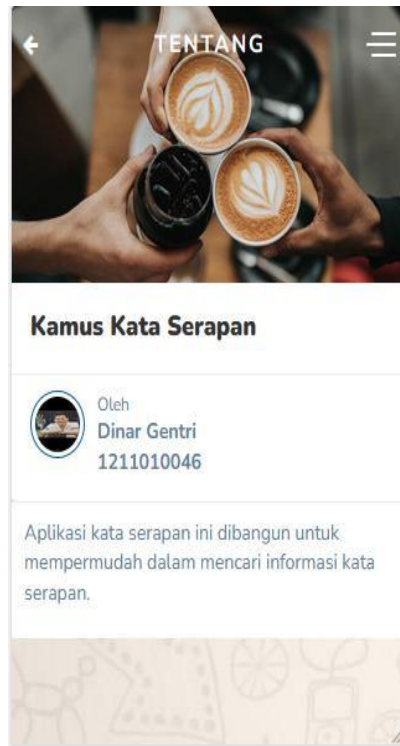 TENTANG
Kamus Kata Serapan
Oleh
Dinar Gentri
1211010046
Aplikasi kata serapan ini dibangun untuk
mempermudah dalam mencari informasi kata
serapan.